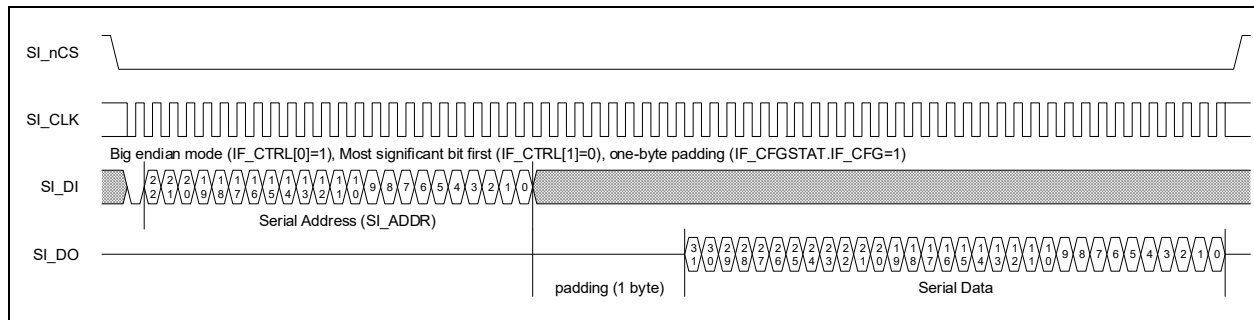 SI_nCS
SI_CLK
Big endian mode (IF_CTRL[0]=1), Most significant bit first (IF_CTRL[1]=0), one-byte padding (IF_CFGSTAT.IF_CFG=1)
SI_DI 22 21 20 19 18 17 16 15 14 13 12 11 10 9 8 7 6 5 4 3 2 1 0
Serial Address (SI_ADDR)
SI_DO 31 30 29 28 27 26 25 24 23 22 21 20 19 18 17 16 15 14 13 12 11 10 9 8 7 6 5 4 3 2 1 0
padding (1 byte) Serial Data